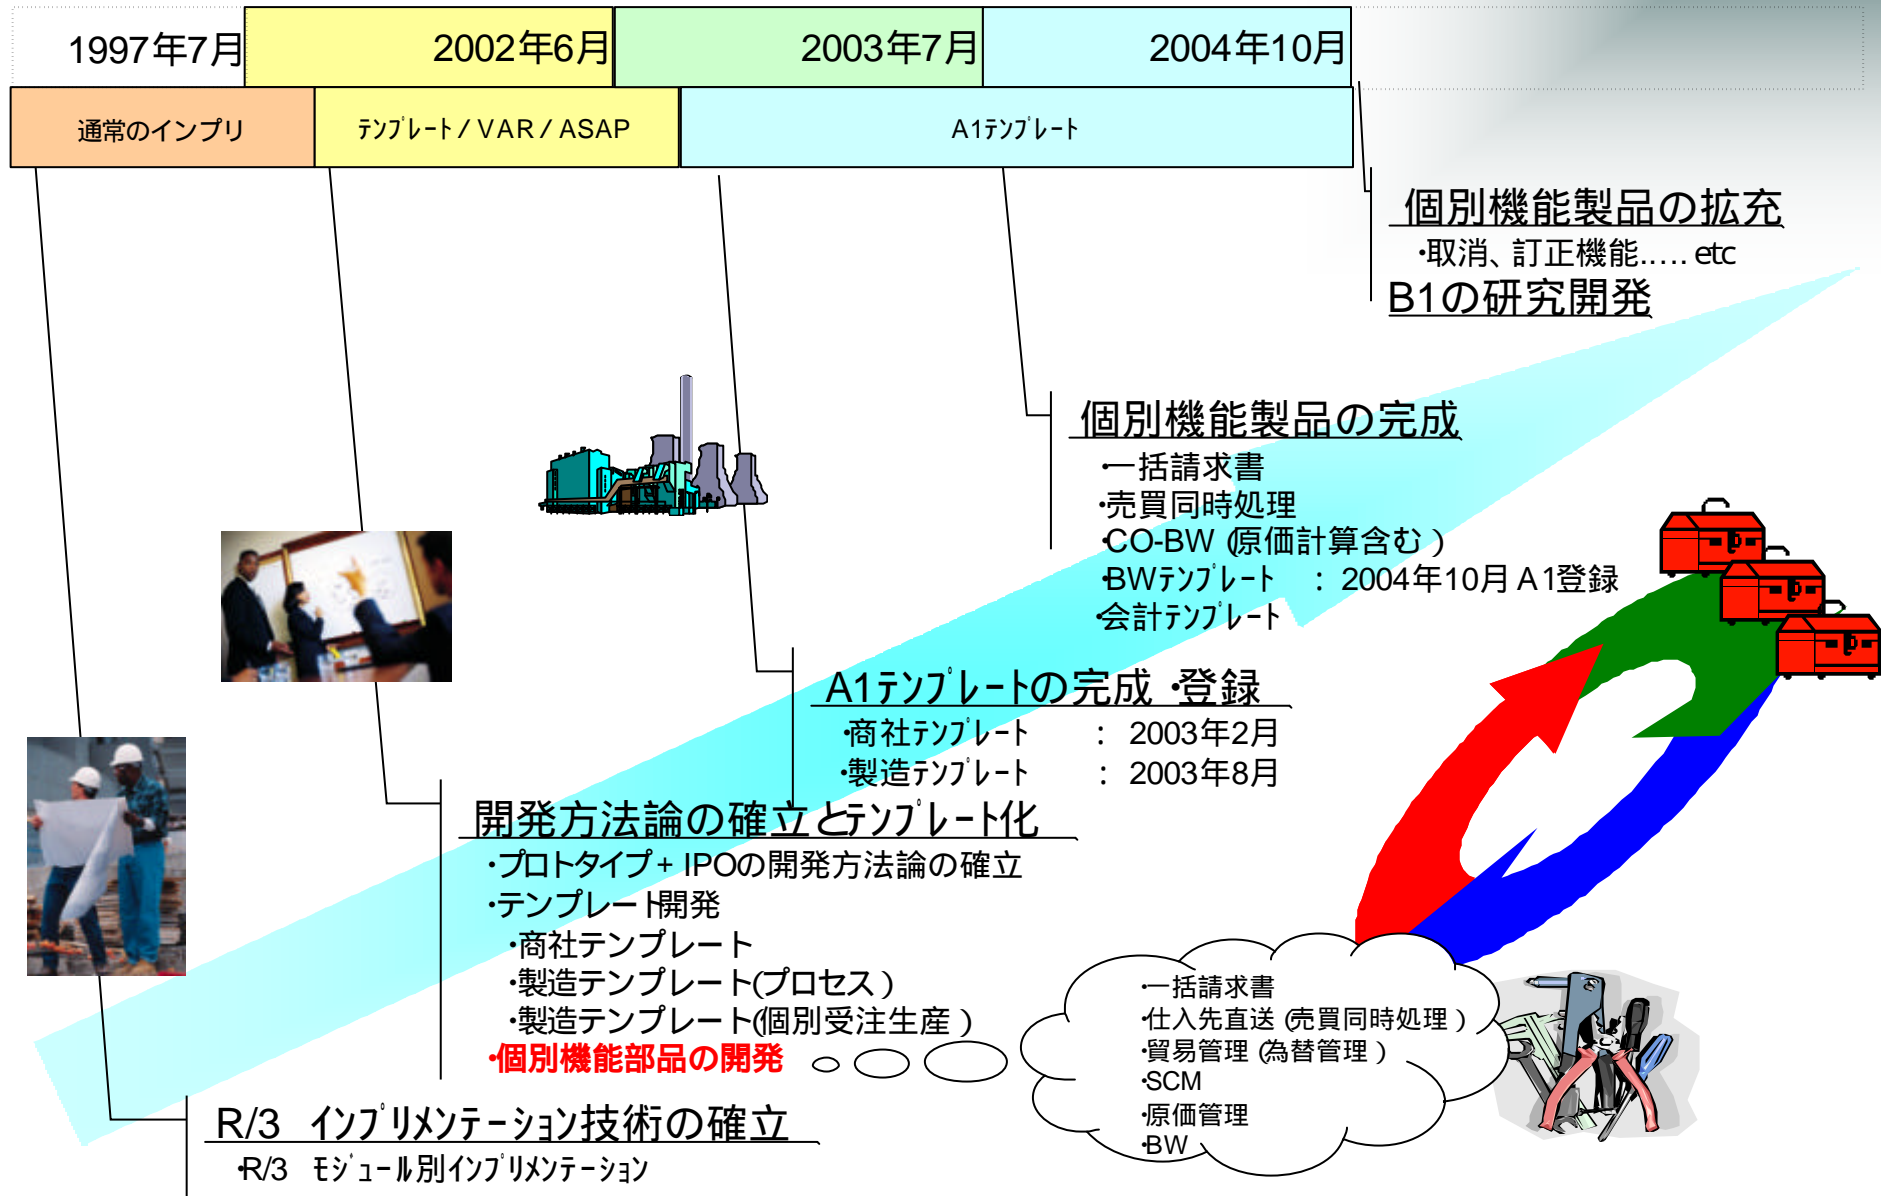 1997年7月
2002年6月
2003年7月
2004年10月
通常のインプリ
ﾃﾝﾌﾟﾚｰﾄ / VAR / ASAP
A1ﾃﾝﾌﾟﾚｰﾄ
個別機能製品の拡充
･取消、訂正機能..... etc
B1の研究開発
個別機能製品の完成
･一括請求書
･売買同時処理
･CO-BW (原価計算含む)
･BWﾃﾝﾌﾟﾚｰﾄ : 2004年10月 A1登録
･会計ﾃﾝﾌﾟﾚｰﾄ
A1ﾃﾝﾌﾟﾚｰﾄの完成･登録
･商社ﾃﾝﾌﾟﾚｰﾄ : 2003年2月
･製造ﾃﾝﾌﾟﾚｰﾄ : 2003年8月
開発方法論の確立とﾃﾝﾌﾟﾚｰﾄ化
･プロトタイプ + IPOの開発方法論の確立
･テンプレート開発
･商社テンプレート
･製造テンプレート(プロセス)
･製造テンプレート(個別受注生産)
･個別機能部品の開発
･一括請求書
･仕入先直送 (売買同時処理)
･貿易管理 (為替管理)
･SCM
･原価管理
･BW
R/3 ｲﾝﾌﾟﾘﾒﾝﾃｰｼｮﾝ技術の確立
･R/3 ﾓｼﾞｭｰﾙ別ｲﾝﾌﾟﾘﾒﾝﾃｰｼｮﾝ